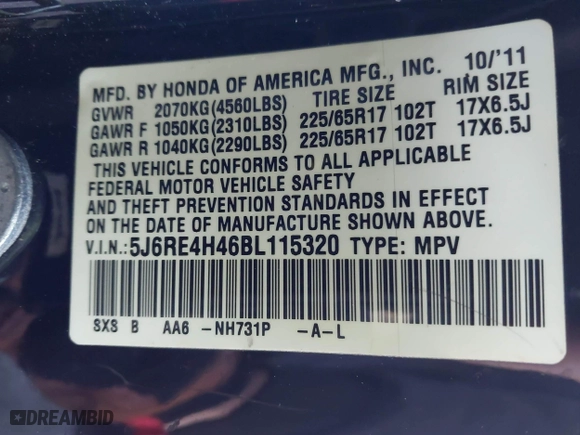 MFD. BY HONDA OF AMERICA MFG., INC. 10/'11
GVWR 2070KG(4560LBS) TIRE SIZE RIM SIZE
GAWR F 1050KG(2310LBS) 225/65R17 102T 17X6.5J
GAWR R 1040KG(2290LBS) 225/65R17 102T 17X6.5J
THIS VEHICLE CONFORMS TO ALL APPLICABLE
FEDERAL MOTOR VEHICLE SAFETY
AND THEFT PREVENTION STANDARDS IN EFFECT
ON THE DATE OF MANUFACTURE SHOWN ABOVE.
V.I.N.: 5J6RE4H46BL115320 TYPE: MPV
SXS B AA6 -NH731P -A-L
DREAMBID